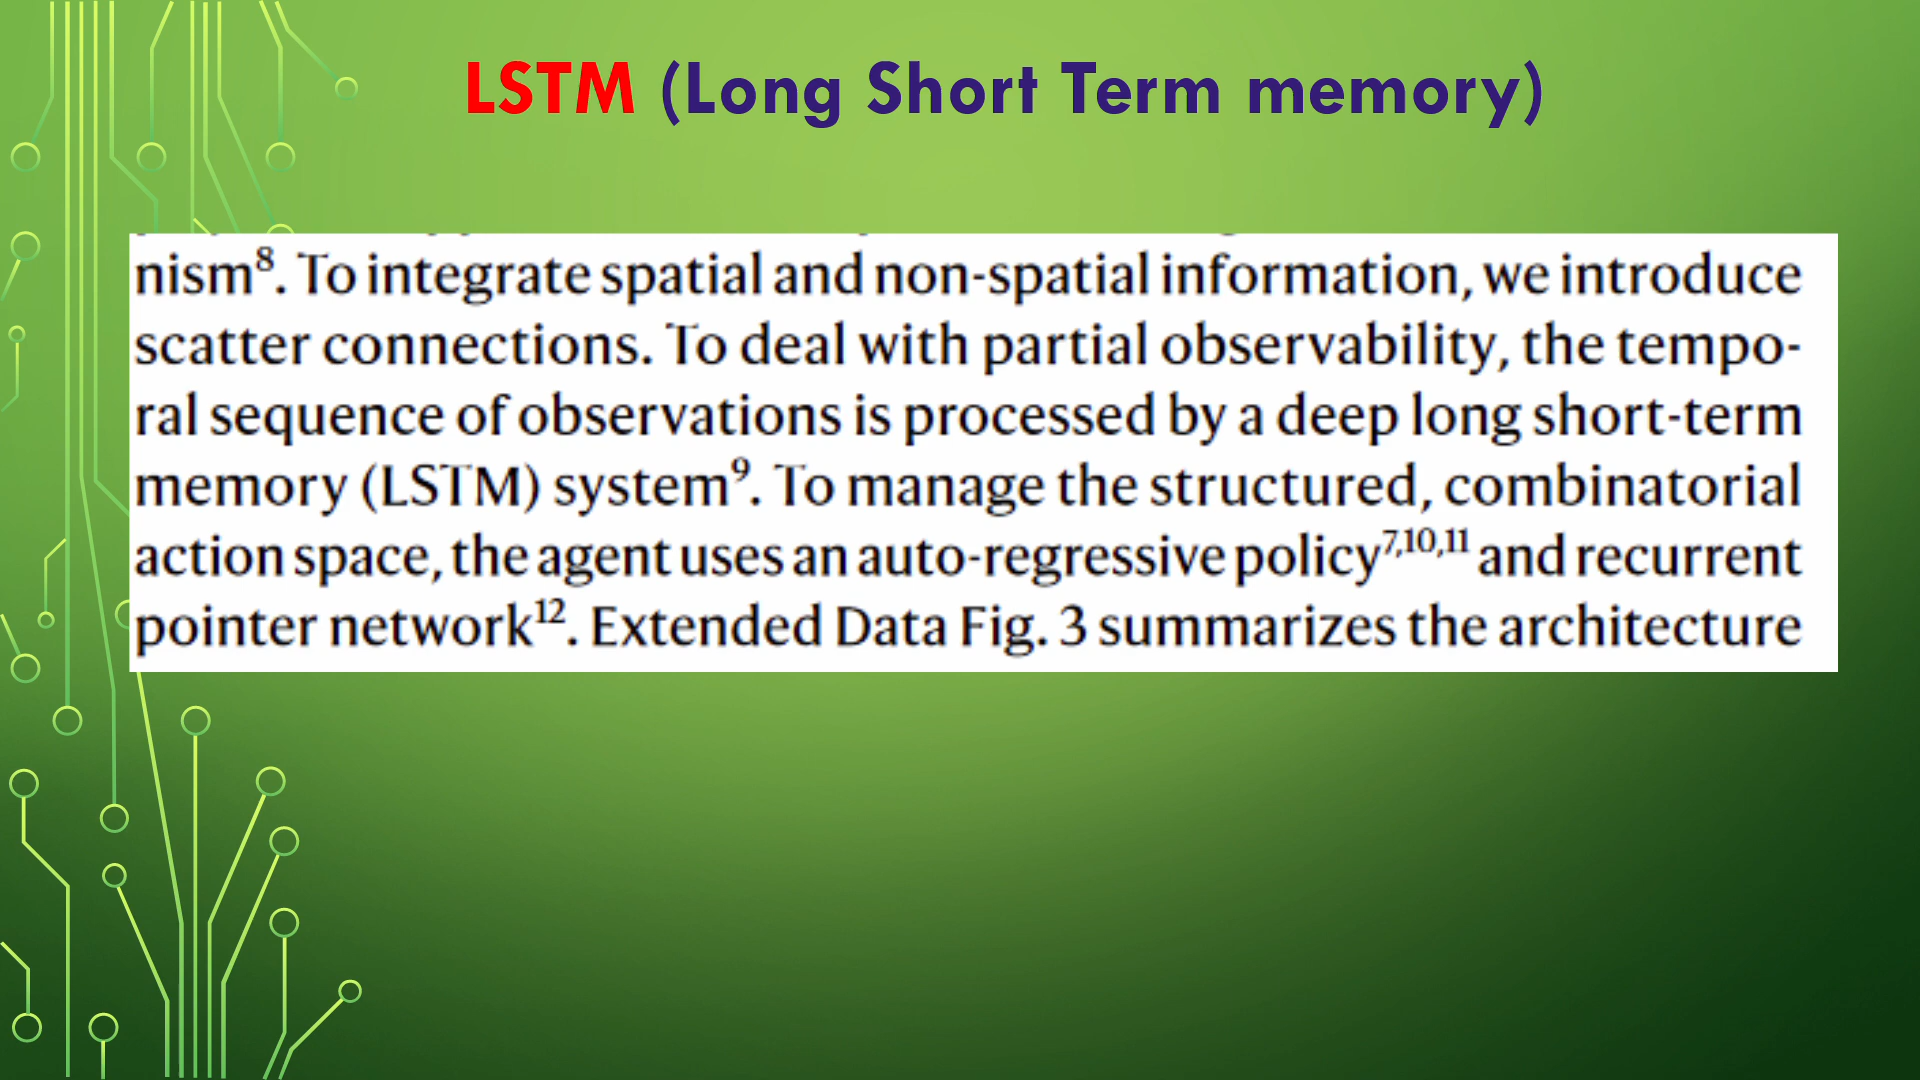 LSTM (Long Short Term memory)
nism⁸. To integrate spatial and non-spatial information, we introduce
scatter connections. To deal with partial observability, the tempo-
ral sequence of observations is processed by a deep long short-term
memory (LSTM) system⁹. To manage the structured, combinatorial
action space, the agent uses an auto-regressive policy⁷,¹⁰,¹¹ and recurrent
pointer network¹². Extended Data Fig. 3 summarizes the architecture